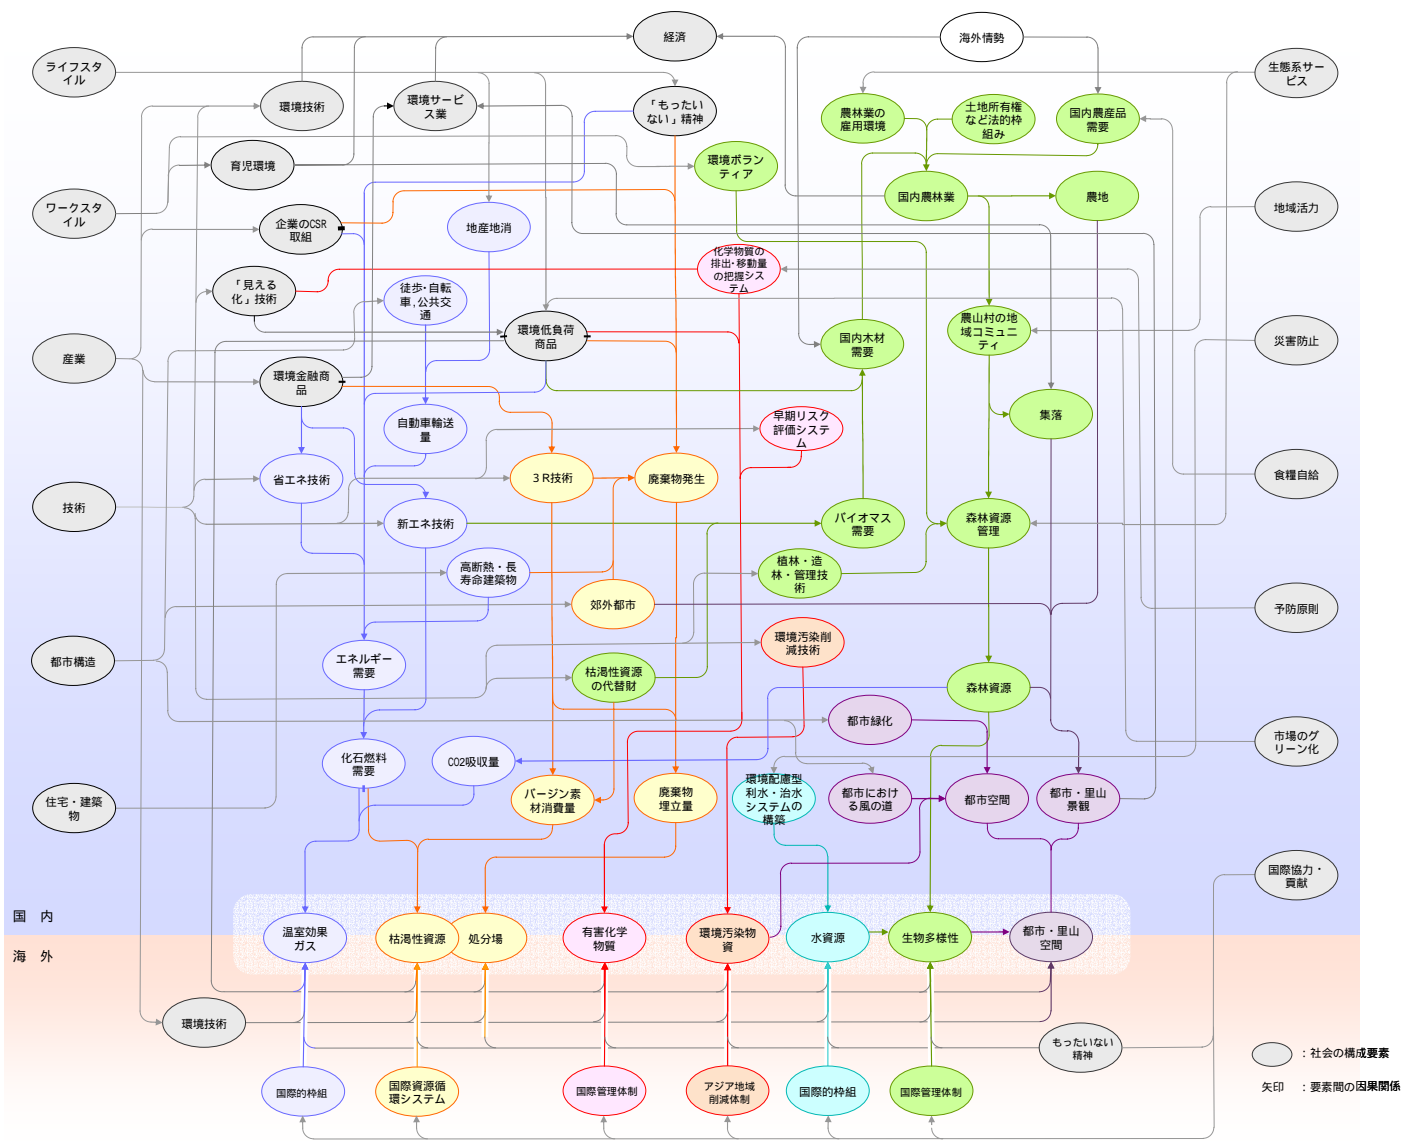 経済
海外情勢
ライフスタ
イル
生態系サー
ビス
環境技術
環境サービ
ス業
「もったい
ない」精神
農林業の
雇用環境
土地所有権
など法的枠
組み
国内農産品
需要
育児環境
環境ボラン
ティア
国内農林業
農地
ワークスタ
イル
地域活力
企業のCSR
取組
地産地消
化学物質の
排出・移動量
の把握シス
テム
「見える
化」技術
徒歩・自転
車,公共交
通
環境低負荷
商品
国内木材
需要
農山村の地
域コミュニ
ティ
災害防止
産業
環境金融商
品
自動車輸送
量
早期リスク
評価システ
ム
集落
省エネ技術
3R技術
廃棄物発生
食糧自給
技術
新エネ技術
バイオマス
需要
森林資源
管理
高断熱・長
寿命建築物
植林・造
林・管理技
術
郊外都市
予防原則
都市構造
エネルギー
需要
枯渇性資源
の代替財
環境汚染削
減技術
森林資源
都市緑化
市場のグ
リーン化
化石燃料
需要
CO2吸収量
バージン素
材消費量
廃棄物
埋立量
環境配慮型
利水・治水
システムの
構築
都市におけ
る風の道
都市空間
都市・里山
景観
住宅・建築
物
国際協力・
貢献
国 内
温室効果
ガス
枯渇性資源
処分場
有害化学
物質
環境汚染物
資
水資源
生物多様性
都市・里山
空間
海 外
環境技術
もったいない
精神
:社会の構成要素
国際的枠組
国際資源循
環システム
国際管理体制
アジア地域
削減体制
国際的枠組
国際管理体制
矢印 :要素間の因果関係